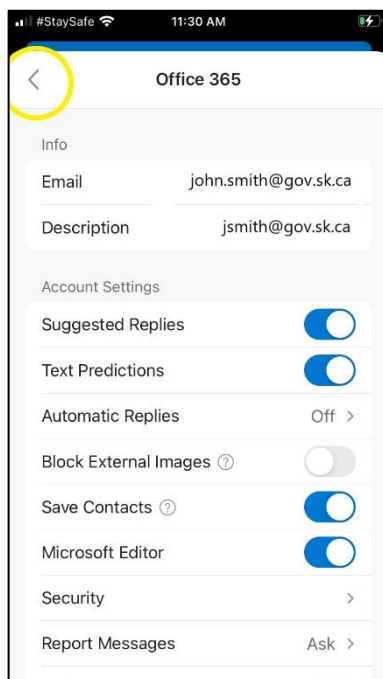 #StaySafe 11:30 AM
Office 365
Info
Email john.smith@gov.sk.ca
Description jsmith@gov.sk.ca
Account Settings
Suggested Replies
Text Predictions
Automatic Replies Off
Block External Images ?
Save Contacts ?
Microsoft Editor
Security
Report Messages Ask